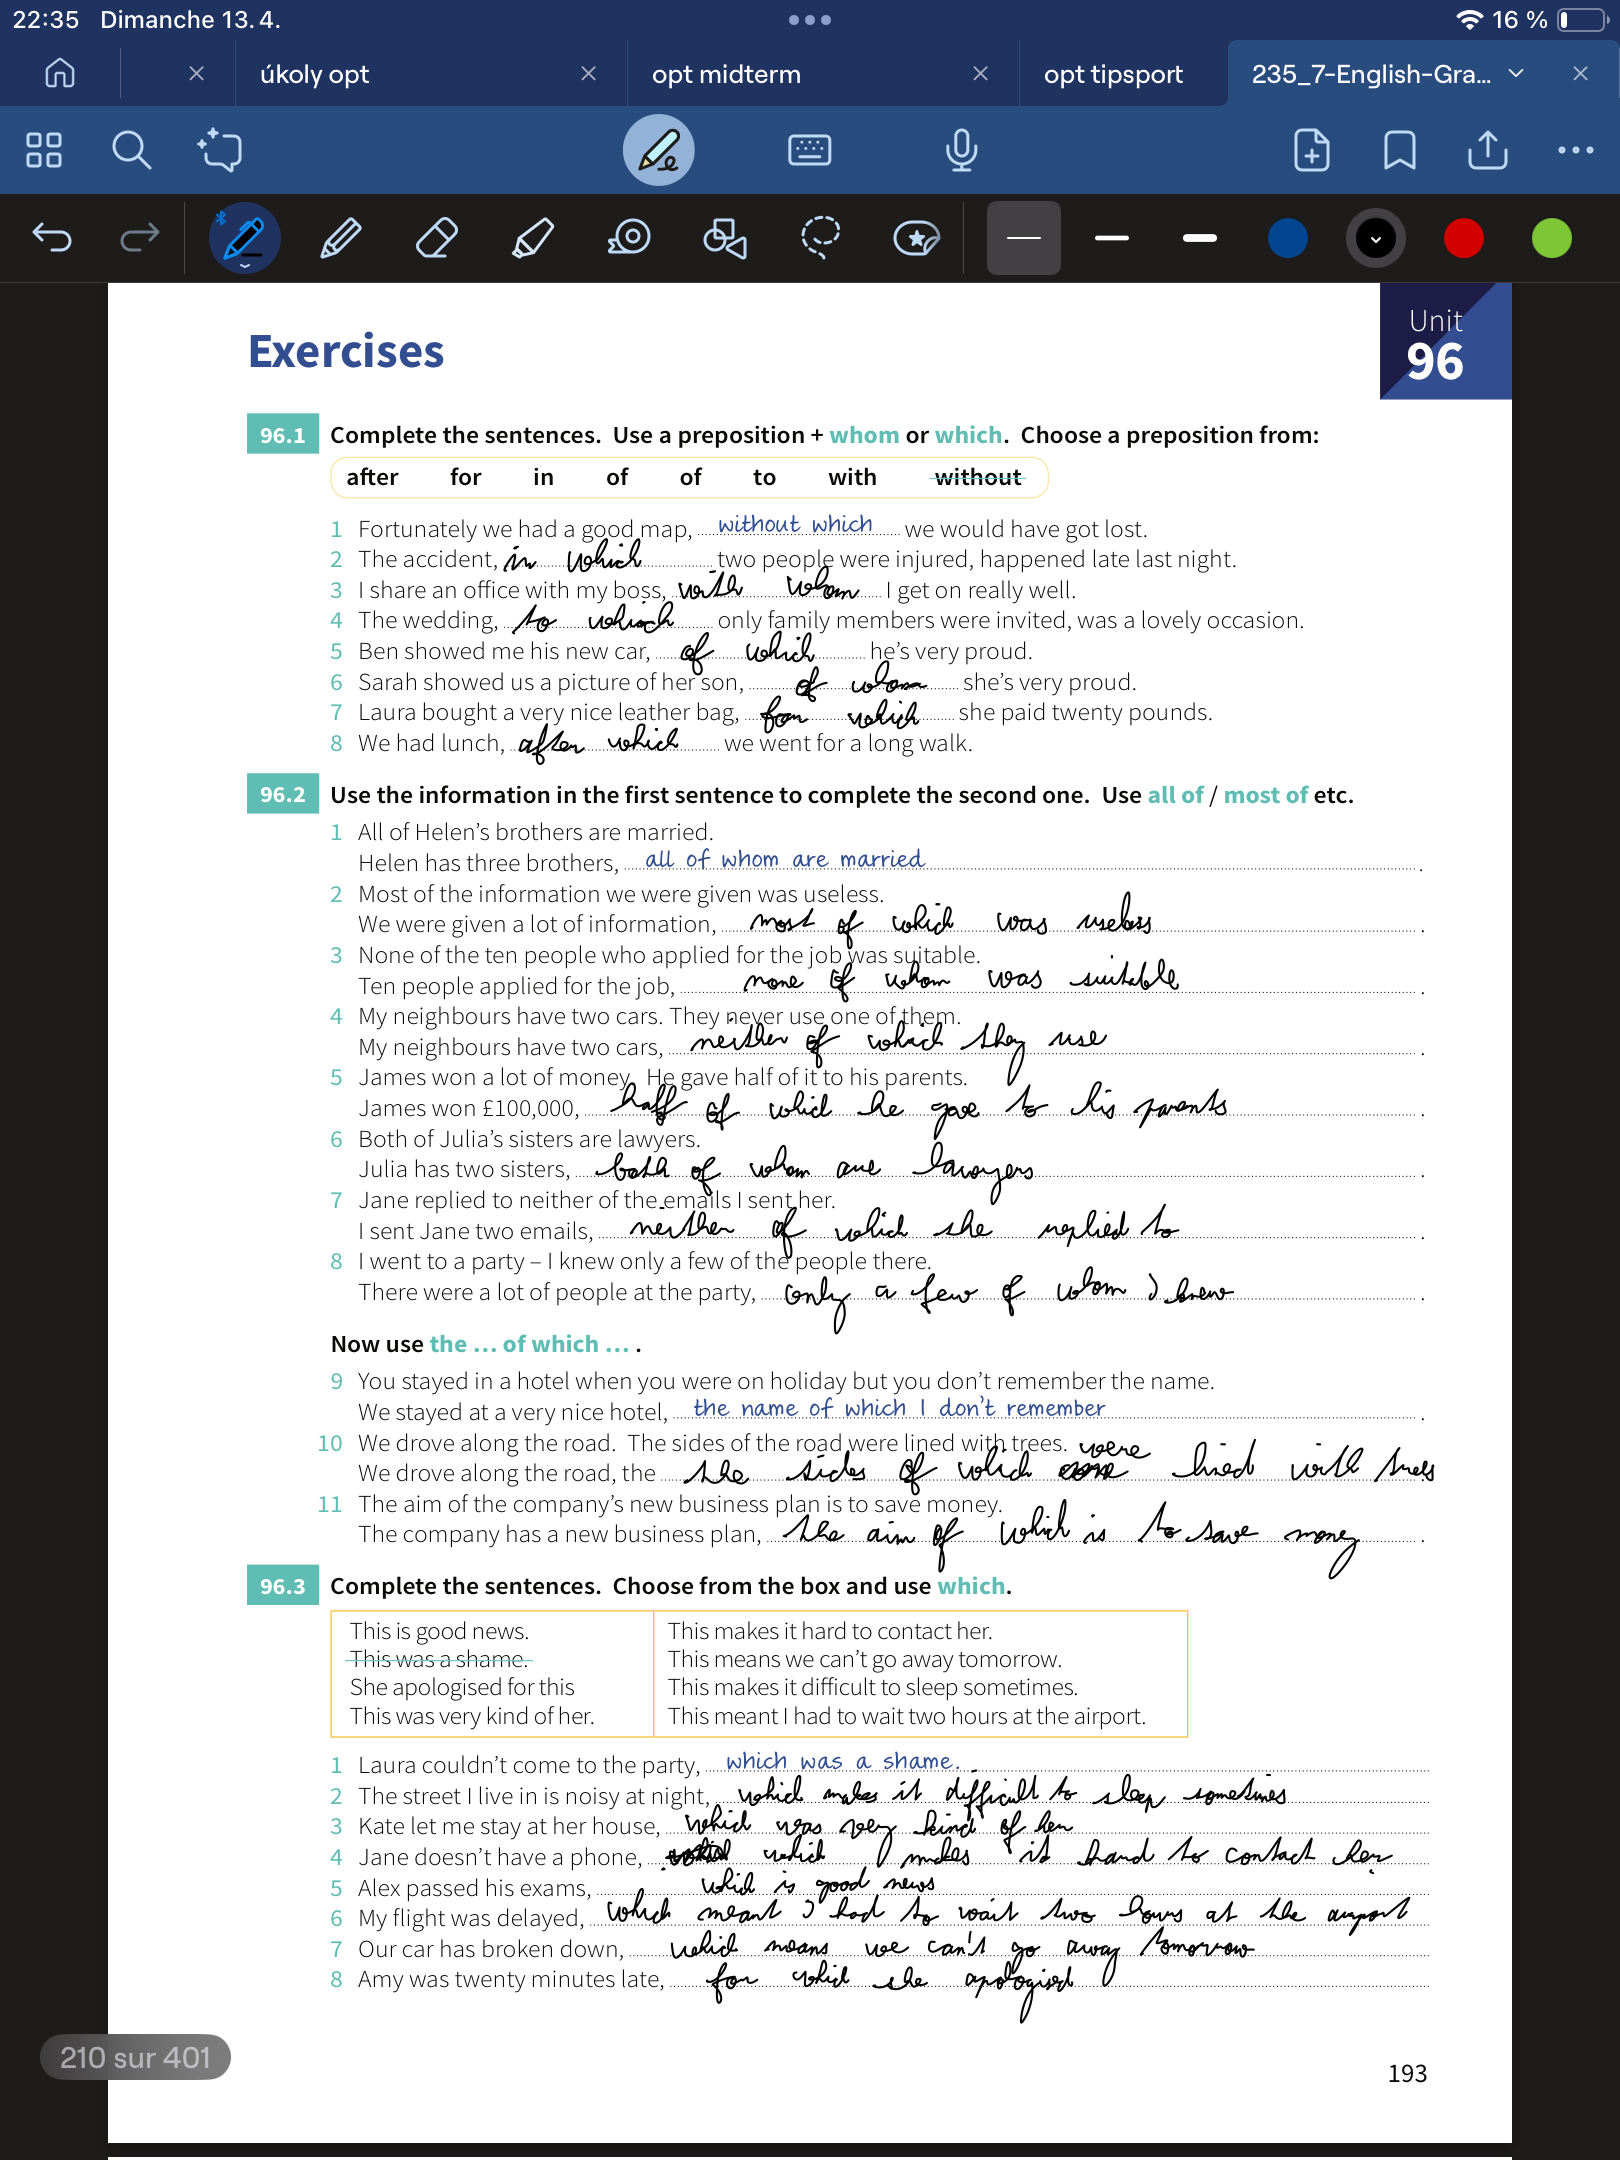 22:35 Dimanche 13. 4.
16 %
úkoly opt
opt midterm
opt tipsport
235_7-English-Gra...
Exercises
Unit
96
96.1 Complete the sentences. Use a preposition + whom or which. Choose a preposition from:
after for in of of to with without
1 Fortunately we had a good map, without which we would have got lost.
2 The accident, in which two people were injured, happened late last night.
3 I share an office with my boss, with whom I get on really well.
4 The wedding, to which only family members were invited, was a lovely occasion.
5 Ben showed me his new car, of which he's very proud.
6 Sarah showed us a picture of her son, of whom she's very proud.
7 Laura bought a very nice leather bag, for which she paid twenty pounds.
8 We had lunch, after which we went for a long walk.
96.2 Use the information in the first sentence to complete the second one. Use all of / most of etc.
1 All of Helen's brothers are married.
Helen has three brothers, all of whom are married .
2 Most of the information we were given was useless.
We were given a lot of information, most of which was useless .
3 None of the ten people who applied for the job was suitable.
Ten people applied for the job, none of whom was suitable .
4 My neighbours have two cars. They never use one of them.
My neighbours have two cars, neither of which they use .
5 James won a lot of money. He gave half of it to his parents.
James won £100,000, half of which he gave to his parents .
6 Both of Julia's sisters are lawyers.
Julia has two sisters, both of whom are lawyers .
7 Jane replied to neither of the emails I sent her.
I sent Jane two emails, neither of which she replied to .
8 I went to a party – I knew only a few of the people there.
There were a lot of people at the party, only a few of whom I knew .
Now use the ... of which ... .
9 You stayed in a hotel when you were on holiday but you don't remember the name.
We stayed at a very nice hotel, the name of which I don't remember .
10 We drove along the road. The sides of the road were lined with trees.
We drove along the road, the the sides of which were lined with trees
11 The aim of the company's new business plan is to save money.
The company has a new business plan, the aim of which is to save money .
96.3 Complete the sentences. Choose from the box and use which.
This is good news.
This was a shame.
She apologised for this
This was very kind of her.
This makes it hard to contact her.
This means we can't go away tomorrow.
This makes it difficult to sleep sometimes.
This meant I had to wait two hours at the airport.
1 Laura couldn't come to the party, which was a shame.
2 The street I live in is noisy at night, which makes it difficult to sleep sometimes
3 Kate let me stay at her house, which was very kind of her
4 Jane doesn't have a phone, which makes it hard to contact her
5 Alex passed his exams, which is good news
6 My flight was delayed, which meant I had to wait two hours at the airport
7 Our car has broken down, which means we can't go away tomorrow
8 Amy was twenty minutes late, for which she apologised
210 sur 401
193